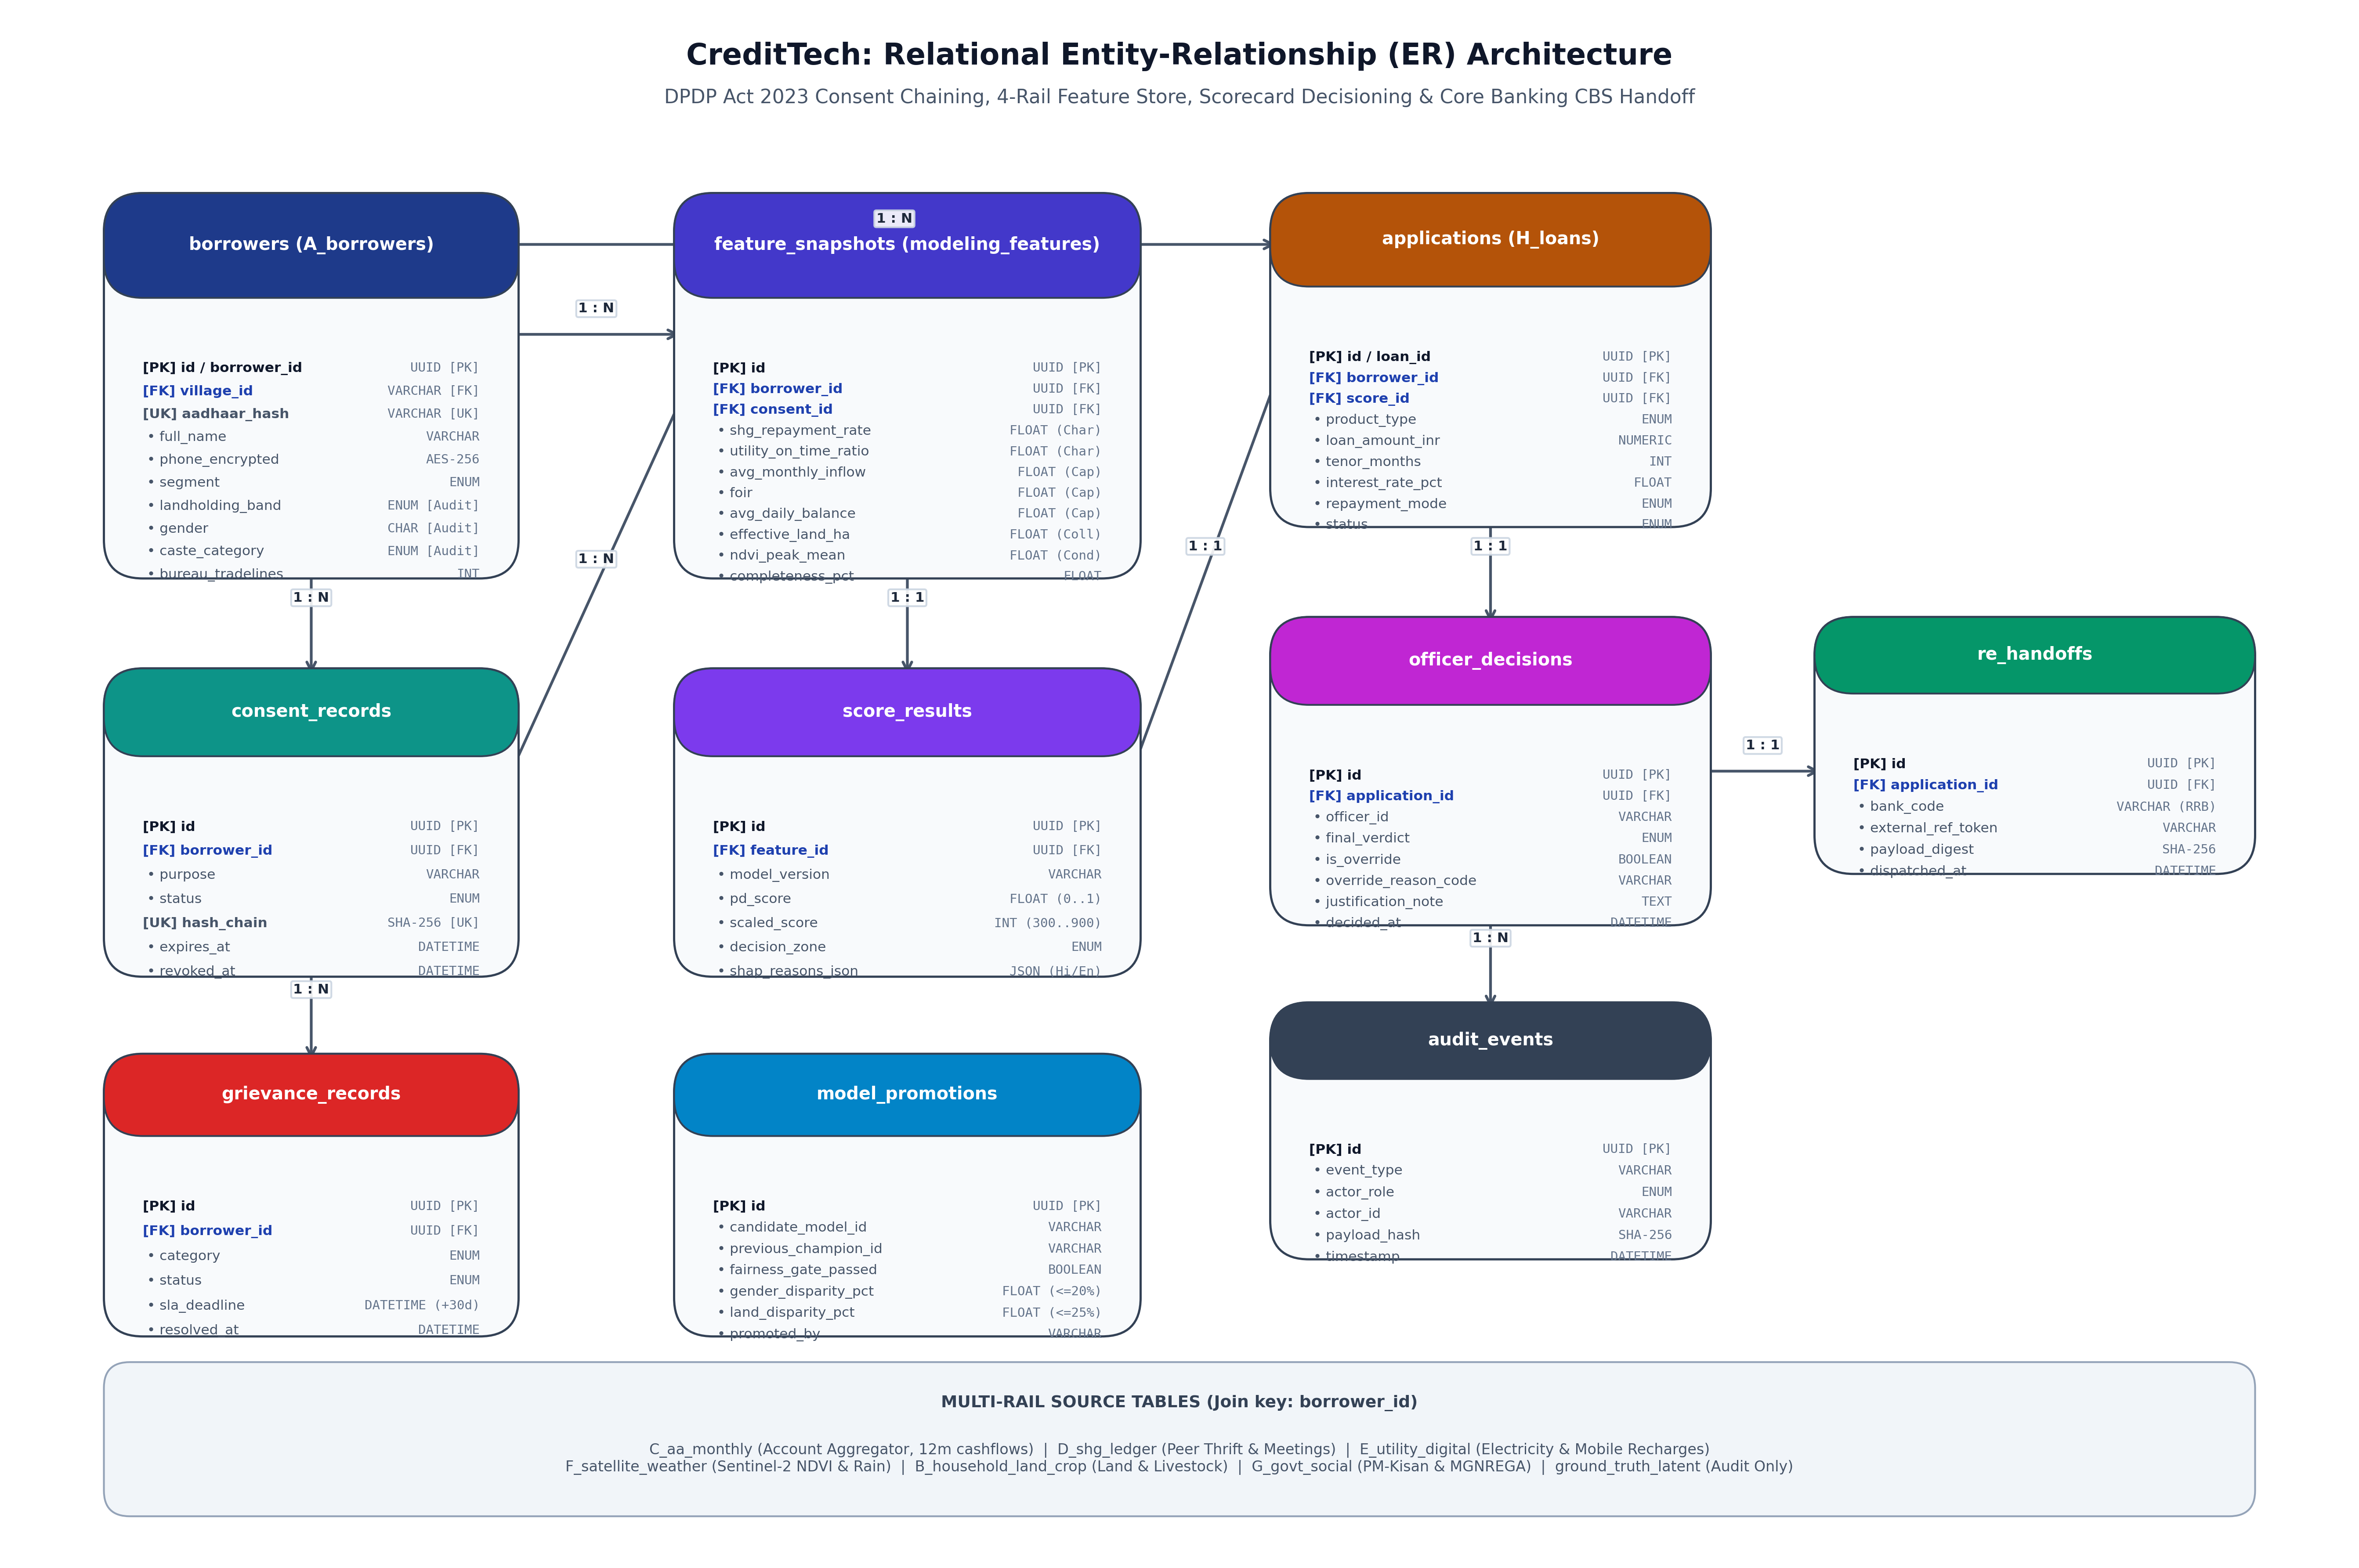 CreditTech: Relational Entity-Relationship (ER) Architecture
DPDP Act 2023 Consent Chaining, 4-Rail Feature Store, Scorecard Decisioning & Core Banking CBS Handoff
borrowers (A_borrowers)
[PK] id / borrower_id UUID [PK]
[FK] village_id VARCHAR [FK]
[UK] aadhaar_hash VARCHAR [UK]
• full_name VARCHAR
• phone_encrypted AES-256
• segment ENUM
• landholding_band ENUM [Audit]
• gender CHAR [Audit]
• caste_category ENUM [Audit]
• bureau_tradelines INT
1 : N
1 : N
1 : N
feature_snapshots (modeling_features)
[PK] id UUID [PK]
[FK] borrower_id UUID [FK]
[FK] consent_id UUID [FK]
• shg_repayment_rate FLOAT (Char)
• utility_on_time_ratio FLOAT (Char)
• avg_monthly_inflow FLOAT (Cap)
• foir FLOAT (Cap)
• avg_daily_balance FLOAT (Cap)
• effective_land_ha FLOAT (Coll)
• ndvi_peak_mean FLOAT (Cond)
• completeness_pct FLOAT
1 : 1
1 : 1
applications (H_loans)
[PK] id / loan_id UUID [PK]
[FK] borrower_id UUID [FK]
[FK] score_id UUID [FK]
• product_type ENUM
• loan_amount_inr NUMERIC
• tenor_months INT
• interest_rate_pct FLOAT
• repayment_mode ENUM
• status ENUM
1 : 1
1 : N
consent_records
[PK] id UUID [PK]
[FK] borrower_id UUID [FK]
• purpose VARCHAR
• status ENUM
[UK] hash_chain SHA-256 [UK]
• expires_at DATETIME
• revoked_at DATETIME
1 : N
score_results
[PK] id UUID [PK]
[FK] feature_id UUID [FK]
• model_version VARCHAR
• pd_score FLOAT (0..1)
• scaled_score INT (300..900)
• decision_zone ENUM
• shap_reasons_json JSON (Hi/En)
officer_decisions
[PK] id UUID [PK]
[FK] application_id UUID [FK]
• officer_id VARCHAR
• final_verdict ENUM
• is_override BOOLEAN
• override_reason_code VARCHAR
• justification_note TEXT
• decided_at DATETIME
1 : 1
1 : N
re_handoffs
[PK] id UUID [PK]
[FK] application_id UUID [FK]
• bank_code VARCHAR (RRB)
• external_ref_token VARCHAR
• payload_digest SHA-256
• dispatched_at DATETIME
grievance_records
[PK] id UUID [PK]
[FK] borrower_id UUID [FK]
• category ENUM
• status ENUM
• sla_deadline DATETIME (+30d)
• resolved_at DATETIME
model_promotions
[PK] id UUID [PK]
• candidate_model_id VARCHAR
• previous_champion_id VARCHAR
• fairness_gate_passed BOOLEAN
• gender_disparity_pct FLOAT (<=20%)
• land_disparity_pct FLOAT (<=25%)
• promoted_by VARCHAR
audit_events
[PK] id UUID [PK]
• event_type VARCHAR
• actor_role ENUM
• actor_id VARCHAR
• payload_hash SHA-256
• timestamp DATETIME
MULTI-RAIL SOURCE TABLES (Join key: borrower_id)
C_aa_monthly (Account Aggregator, 12m cashflows) | D_shg_ledger (Peer Thrift & Meetings) | E_utility_digital (Electricity & Mobile Recharges)
F_satellite_weather (Sentinel-2 NDVI & Rain) | B_household_land_crop (Land & Livestock) | G_govt_social (PM-Kisan & MGNREGA) | ground_truth_latent (Audit Only)